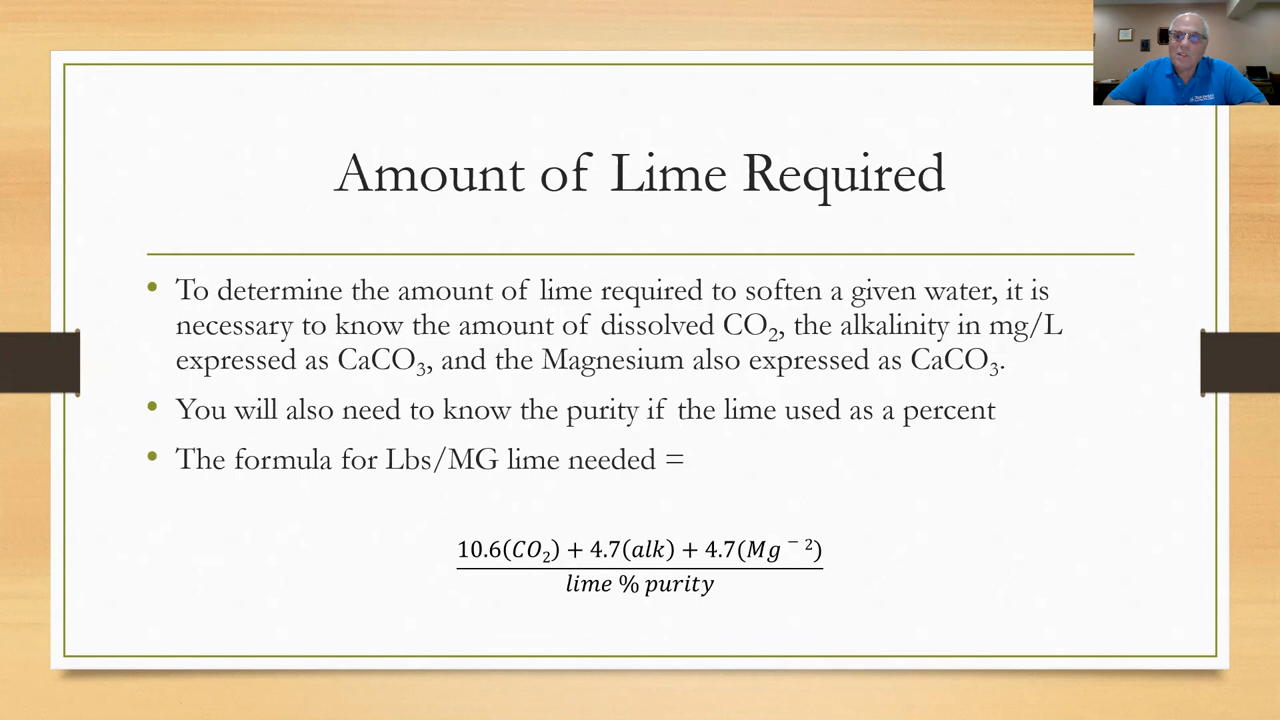 Amount of Lime Required
• To determine the amount of lime required to soften a given water, it is
necessary to know the amount of dissolved CO₂, the alkalinity in mg/L
expressed as CaCO₃, and the Magnesium also expressed as CaCO₃.
• You will also need to know the purity if the lime used as a percent
• The formula for Lbs/MG lime needed =
10.6(CO₂) + 4.7(alk) + 4.7(Mg⁻²)
lime % purity